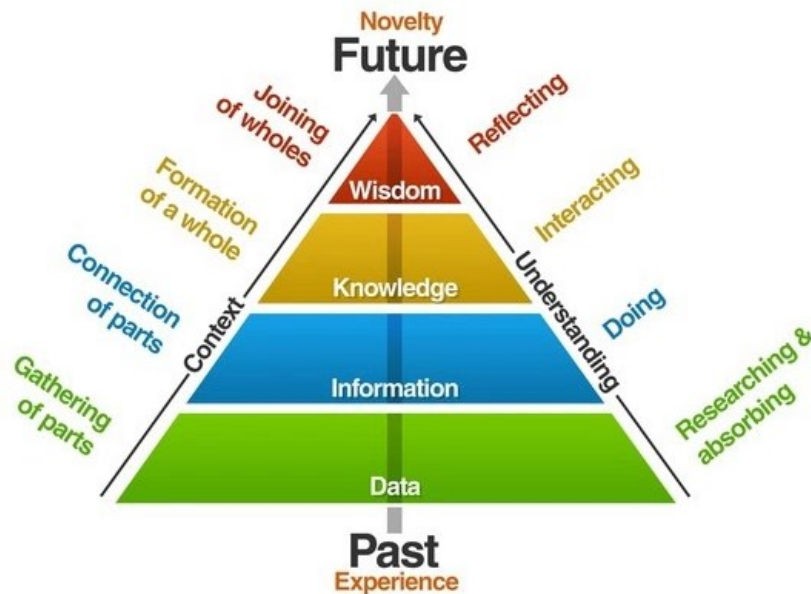 Novelty
Future
Joining
of wholes
Reflecting
Wisdom
Formation
of a whole
Interacting
Knowledge
Connection
of parts
Context
Understanding
Doing
Information
Gathering
of parts
Researching &
absorbing
Data
Past
Experience